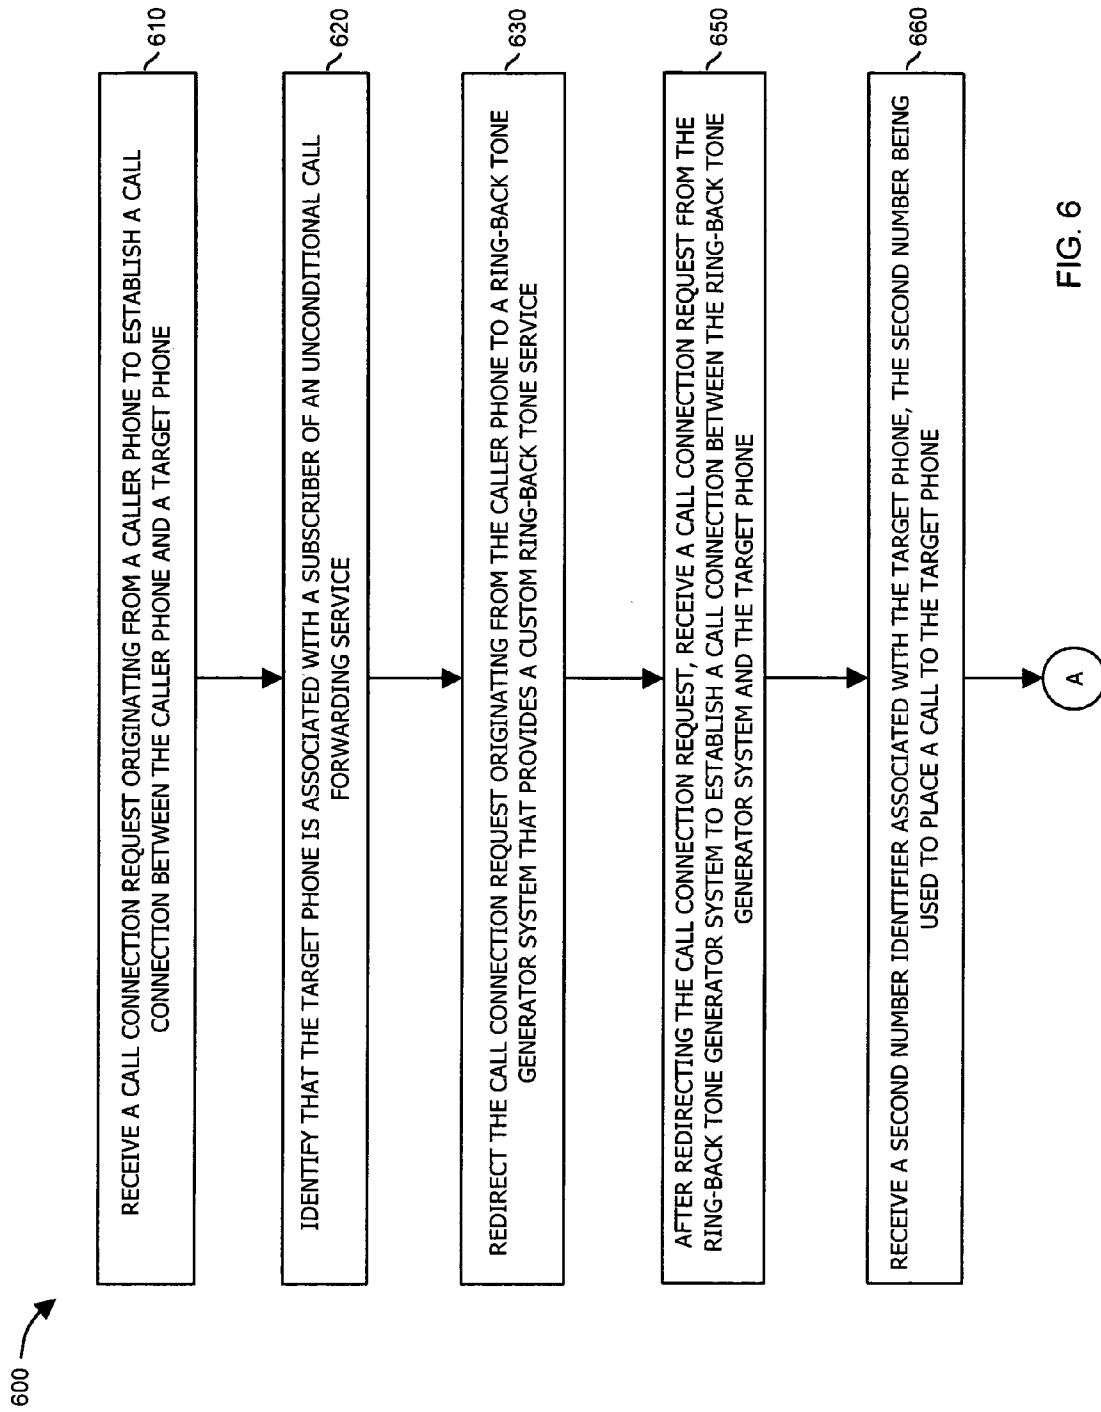 600
RECEIVE A CALL CONNECTION REQUEST ORIGINATING FROM A CALLER PHONE TO ESTABLISH A CALL
CONNECTION BETWEEN THE CALLER PHONE AND A TARGET PHONE
610
IDENTIFY THAT THE TARGET PHONE IS ASSOCIATED WITH A SUBSCRIBER OF AN UNCONDITIONAL CALL
FORWARDING SERVICE
620
REDIRECT THE CALL CONNECTION REQUEST ORIGINATING FROM THE CALLER PHONE TO A RING-BACK TONE
GENERATOR SYSTEM THAT PROVIDES A CUSTOM RING-BACK TONE SERVICE
630
AFTER REDIRECTING THE CALL CONNECTION REQUEST, RECEIVE A CALL CONNECTION REQUEST FROM THE
RING-BACK TONE GENERATOR SYSTEM TO ESTABLISH A CALL CONNECTION BETWEEN THE RING-BACK TONE
GENERATOR SYSTEM AND THE TARGET PHONE
650
RECEIVE A SECOND NUMBER IDENTIFIER ASSOCIATED WITH THE TARGET PHONE, THE SECOND NUMBER BEING
USED TO PLACE A CALL TO THE TARGET PHONE
660
A
FIG. 6